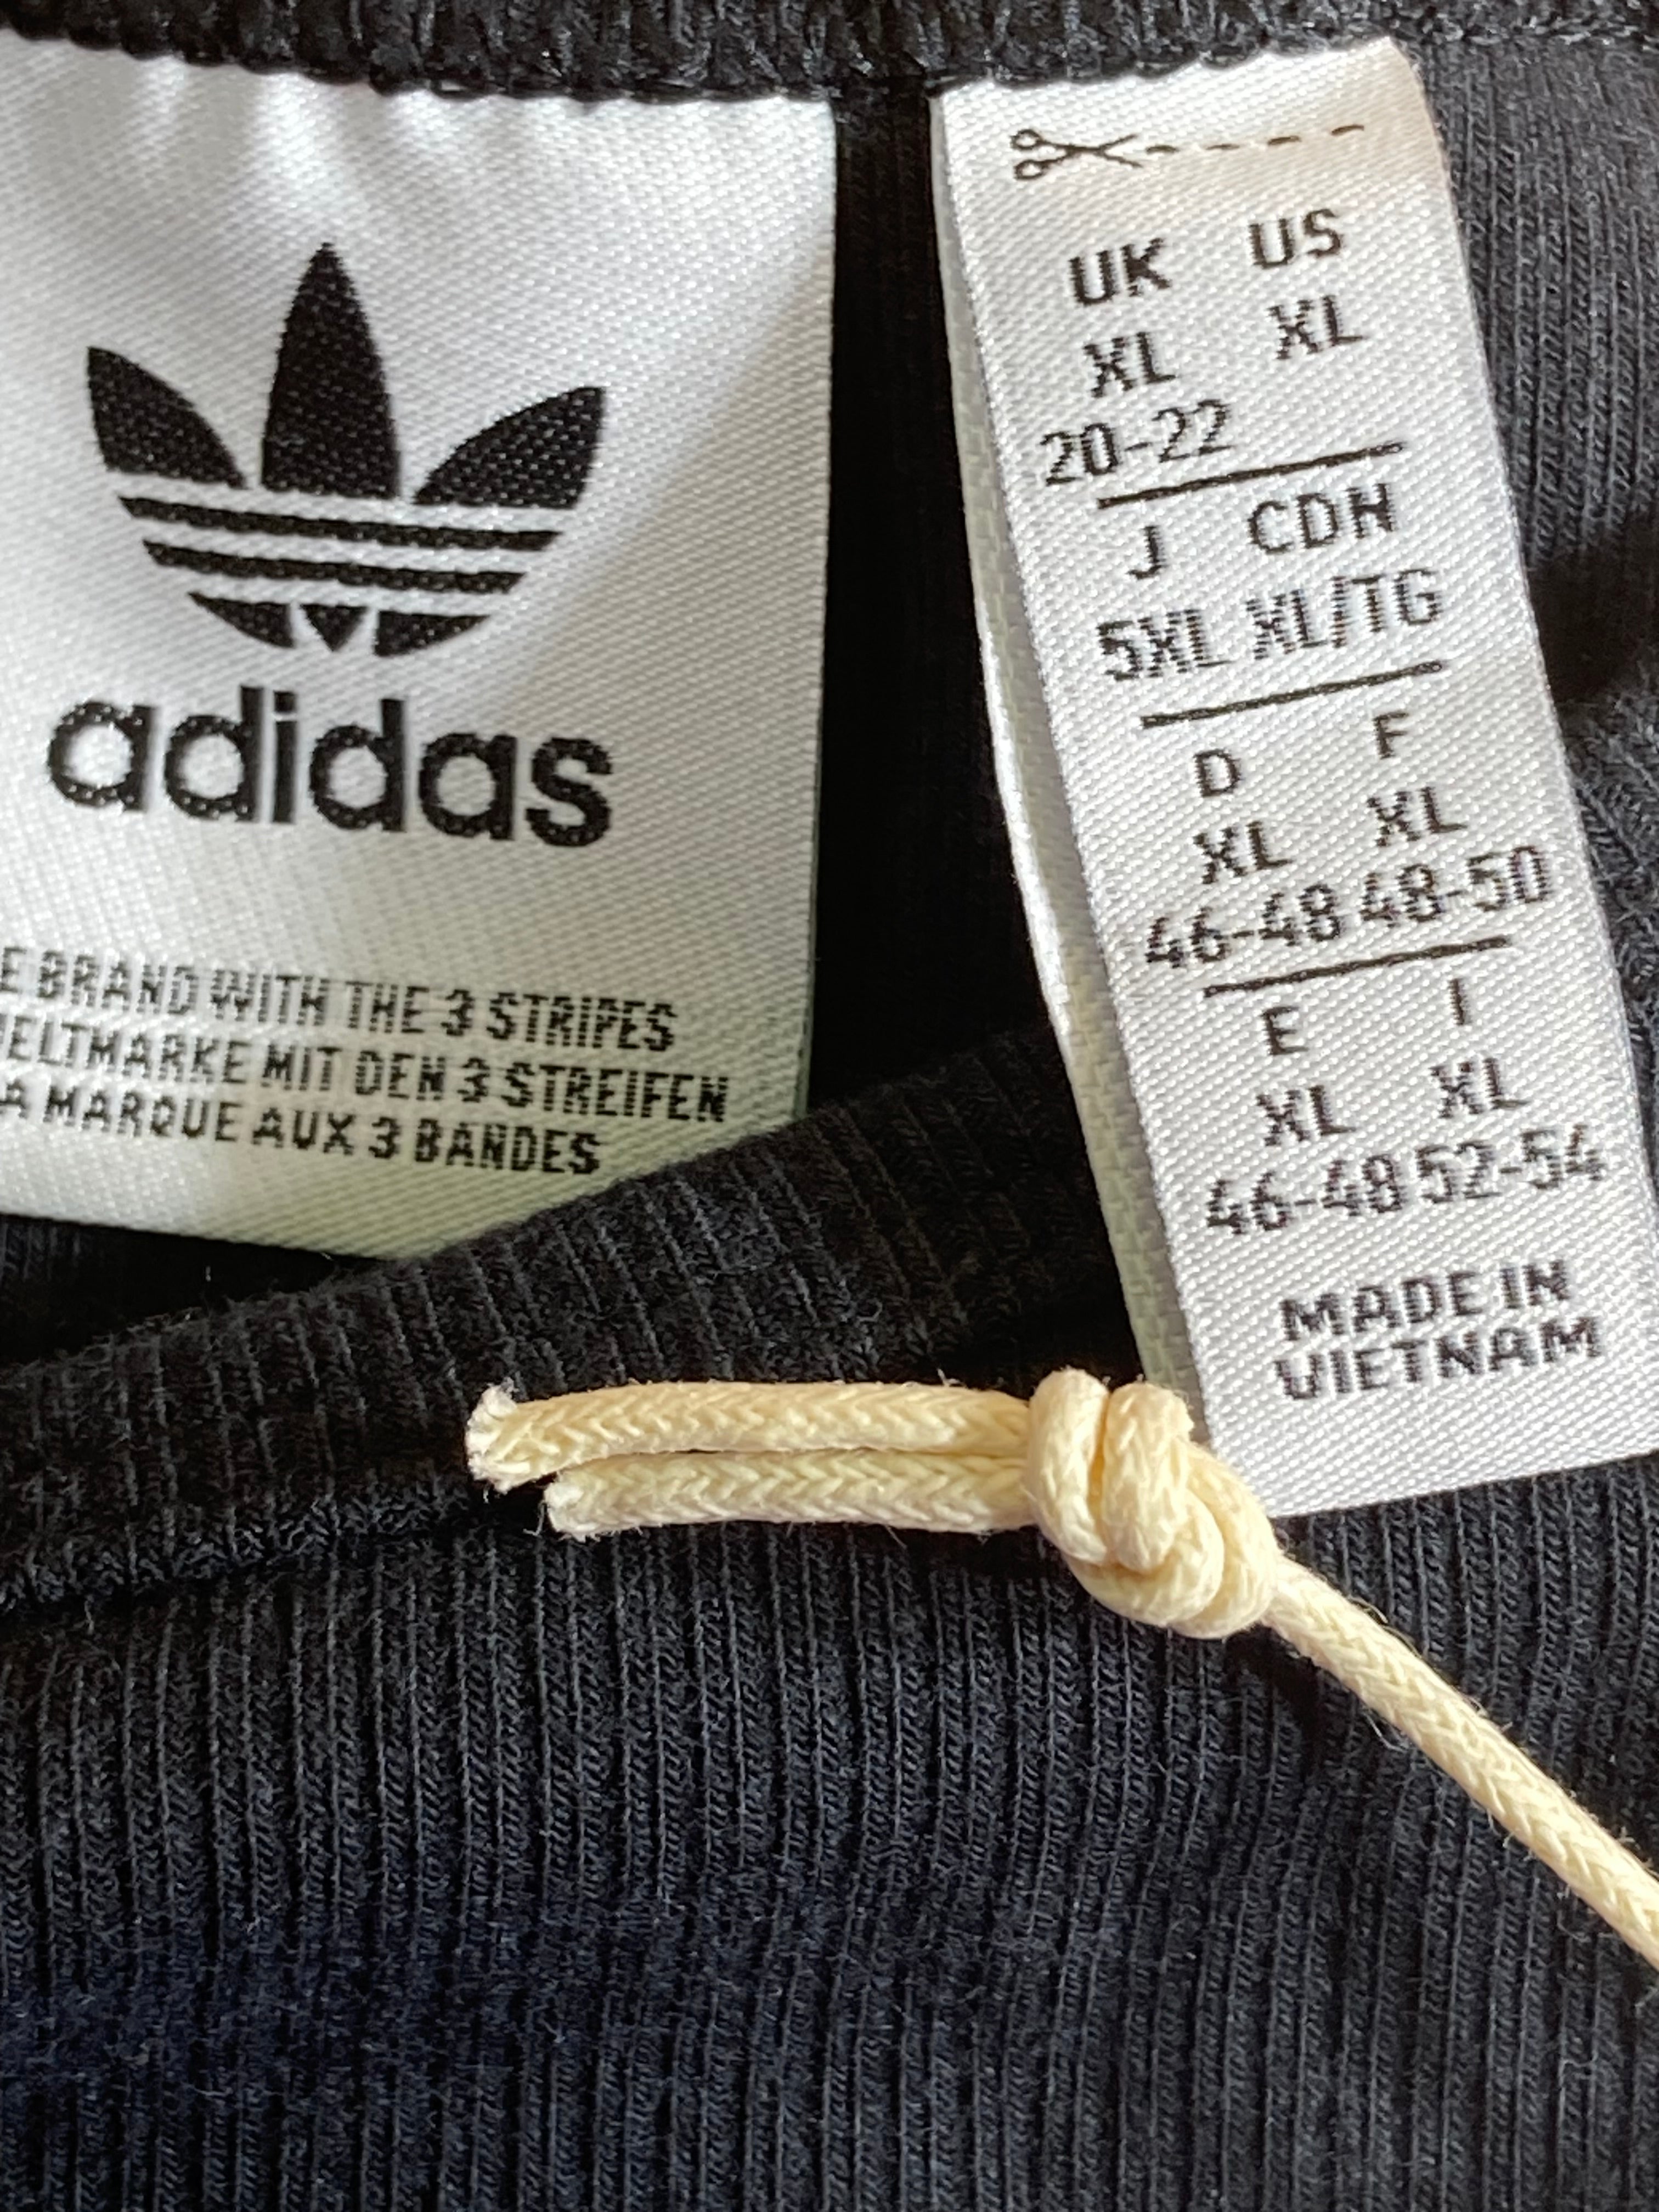 adidas
E BRAND WITH THE 3 STRIPES
ELTMARKE MIT DEN 3 STREIFEN
A MARQUE AUX 3 BANDES
UK US
XL XL
20-22
J CDH
5XL XL/TG
D F
XL XL
46-48 48-50
E I
XL XL
46-48 52-54
MADE IN
VIETNAM